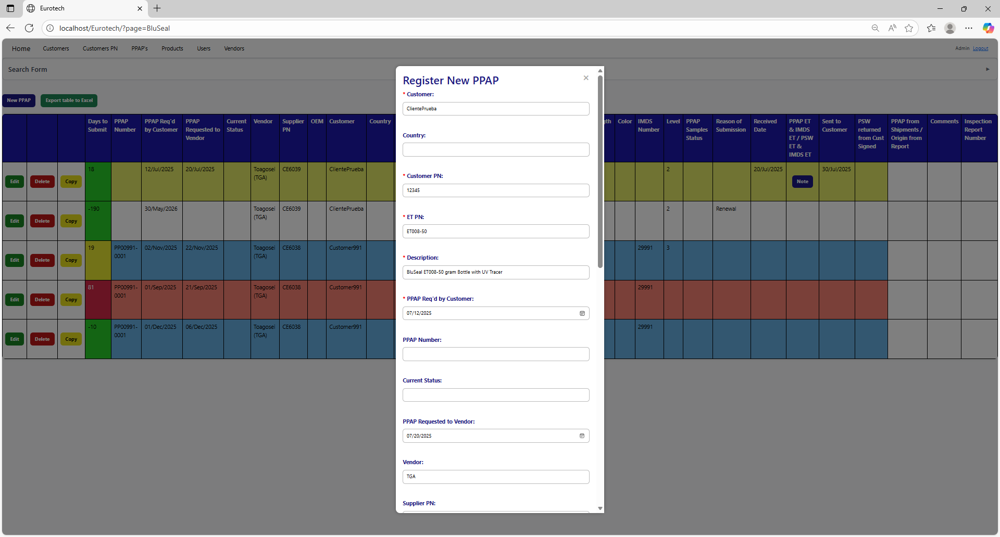 Eurotech
localhost/Eurotech/?page=BluSeal
Home Customers Customers PN PPAP's Products Users Vendors Admin Logout
Search Form
New PPAP Export table to Excel
Days to Submit PPAP Number PPAP Req'd by Customer PPAP Requested to Vendor Current Status Vendor Supplier PN OEM Customer Country gth Color IMDS Number Level PPAP Samples Status Reason of Submission Received Date PPAP ET & IMDS ET / PSW ET & IMDS ET Sent to Customer PSW returned from Cust Signed PPAP from Shipments / Origin from Report Comments Inspection Report Number
Edit Delete Copy 18 12/Jul/2025 20/Jul/2025 Toagosei (TGA) CE6039 ClientePrueba 2 20/Jul/2025 Note 30/Jul/2025
Edit Delete Copy -190 30/May/2026 Toagosei (TGA) CE6039 ClientePrueba 2 Renewal
Edit Delete Copy 19 PP00991-0001 02/Nov/2025 22/Nov/2025 Toagosei (TGA) CE6038 Customer991 29991 3
Edit Delete Copy 81 PP00991-0001 01/Sep/2025 21/Sep/2025 Toagosei (TGA) CE6038 Customer991 29991
Edit Delete Copy -10 PP00991-0001 01/Dec/2025 06/Dec/2025 Toagosei (TGA) CE6038 Customer991 29991
Register New PPAP
* Customer:
ClientePrueba
Country:
* Customer PN:
12345
* ET PN:
ET008-50
* Description:
BluSeal ET008-50 gram Bottle with UV Tracer
* PPAP Req'd by Customer:
07/12/2025
PPAP Number:
Current Status:
PPAP Requested to Vendor:
07/20/2025
Vendor:
TGA
Supplier PN: